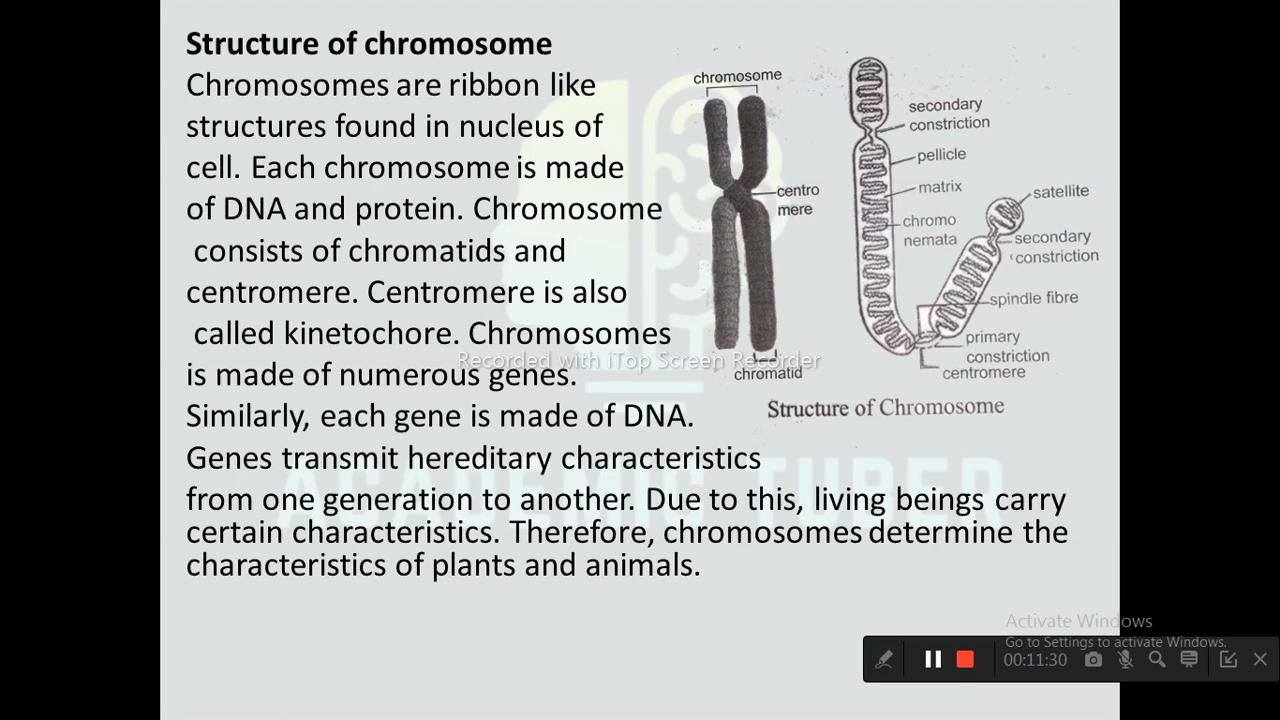 Structure of chromosome
Chromosomes are ribbon like
structures found in nucleus of
cell. Each chromosome is made
of DNA and protein. Chromosome
consists of chromatids and
centromere. Centromere is also
called kinetochore. Chromosomes
is made of numerous genes.
Similarly, each gene is made of DNA.
Genes transmit hereditary characteristics
from one generation to another. Due to this, living beings carry
certain characteristics. Therefore, chromosomes determine the
characteristics of plants and animals.
chromosome
centro
mere
chromatid
secondary
constriction
pellicle
matrix
chromo
nemata
satellite
secondary
constriction
spindle fibre
primary
constriction
centromere
Structure of Chromosome
Recorded with iTop Screen Recorder
ACADEMIC TUBER
Activate Windows
Go to Settings to activate Windows.
00:11:30